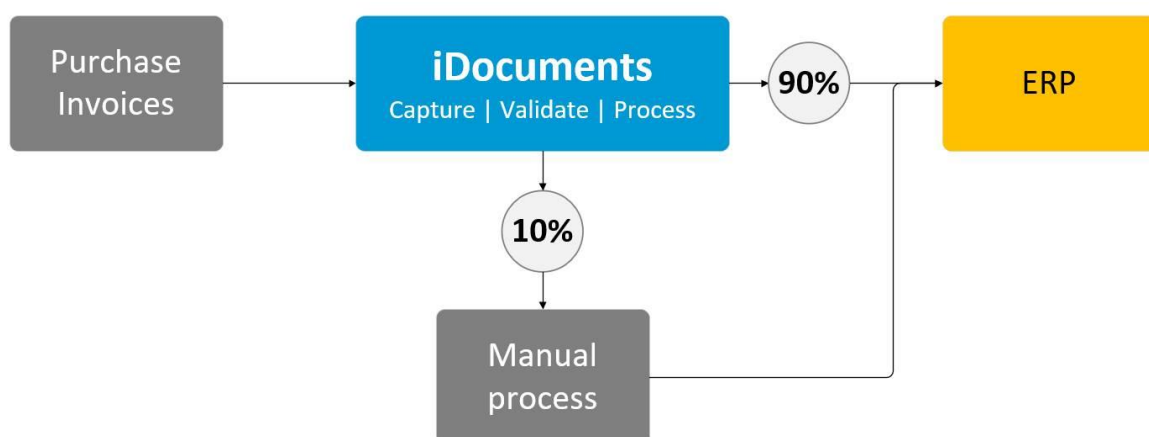 Purchase
Invoices
iDocuments
Capture | Validate | Process
90%
ERP
10%
Manual
process